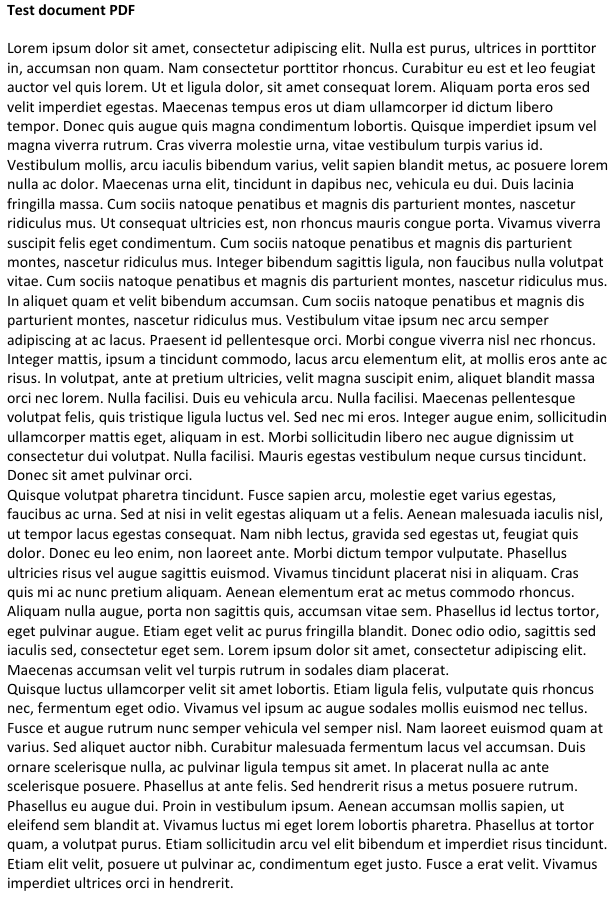 Test document PDF
Lorem ipsum dolor sit amet, consectetur adipiscing elit. Nulla est purus, ultrices in porttitor
in, accumsan non quam. Nam consectetur porttitor rhoncus. Curabitur eu est et leo feugiat
auctor vel quis lorem. Ut et ligula dolor, sit amet consequat lorem. Aliquam porta eros sed
velit imperdiet egestas. Maecenas tempus eros ut diam ullamcorper id dictum libero
tempor. Donec quis augue quis magna condimentum lobortis. Quisque imperdiet ipsum vel
magna viverra rutrum. Cras viverra molestie urna, vitae vestibulum turpis varius id.
Vestibulum mollis, arcu iaculis bibendum varius, velit sapien blandit metus, ac posuere lorem
nulla ac dolor. Maecenas urna elit, tincidunt in dapibus nec, vehicula eu dui. Duis lacinia
fringilla massa. Cum sociis natoque penatibus et magnis dis parturient montes, nascetur
ridiculus mus. Ut consequat ultricies est, non rhoncus mauris congue porta. Vivamus viverra
suscipit felis eget condimentum. Cum sociis natoque penatibus et magnis dis parturient
montes, nascetur ridiculus mus. Integer bibendum sagittis ligula, non faucibus nulla volutpat
vitae. Cum sociis natoque penatibus et magnis dis parturient montes, nascetur ridiculus mus.
In aliquet quam et velit bibendum accumsan. Cum sociis natoque penatibus et magnis dis
parturient montes, nascetur ridiculus mus. Vestibulum vitae ipsum nec arcu semper
adipiscing at ac lacus. Praesent id pellentesque orci. Morbi congue viverra nisl nec rhoncus.
Integer mattis, ipsum a tincidunt commodo, lacus arcu elementum elit, at mollis eros ante ac
risus. In volutpat, ante at pretium ultricies, velit magna suscipit enim, aliquet blandit massa
orci nec lorem. Nulla facilisi. Duis eu vehicula arcu. Nulla facilisi. Maecenas pellentesque
volutpat felis, quis tristique ligula luctus vel. Sed nec mi eros. Integer augue enim, sollicitudin
ullamcorper mattis eget, aliquam in est. Morbi sollicitudin libero nec augue dignissim ut
consectetur dui volutpat. Nulla facilisi. Mauris egestas vestibulum neque cursus tincidunt.
Donec sit amet pulvinar orci.
Quisque volutpat pharetra tincidunt. Fusce sapien arcu, molestie eget varius egestas,
faucibus ac urna. Sed at nisi in velit egestas aliquam ut a felis. Aenean malesuada iaculis nisl,
ut tempor lacus egestas consequat. Nam nibh lectus, gravida sed egestas ut, feugiat quis
dolor. Donec eu leo enim, non laoreet ante. Morbi dictum tempor vulputate. Phasellus
ultricies risus vel augue sagittis euismod. Vivamus tincidunt placerat nisi in aliquam. Cras
quis mi ac nunc pretium aliquam. Aenean elementum erat ac metus commodo rhoncus.
Aliquam nulla augue, porta non sagittis quis, accumsan vitae sem. Phasellus id lectus tortor,
eget pulvinar augue. Etiam eget velit ac purus fringilla blandit. Donec odio odio, sagittis sed
iaculis sed, consectetur eget sem. Lorem ipsum dolor sit amet, consectetur adipiscing elit.
Maecenas accumsan velit vel turpis rutrum in sodales diam placerat.
Quisque luctus ullamcorper velit sit amet lobortis. Etiam ligula felis, vulputate quis rhoncus
nec, fermentum eget odio. Vivamus vel ipsum ac augue sodales mollis euismod nec tellus.
Fusce et augue rutrum nunc semper vehicula vel semper nisl. Nam laoreet euismod quam at
varius. Sed aliquet auctor nibh. Curabitur malesuada fermentum lacus vel accumsan. Duis
ornare scelerisque nulla, ac pulvinar ligula tempus sit amet. In placerat nulla ac ante
scelerisque posuere. Phasellus at ante felis. Sed hendrerit risus a metus posuere rutrum.
Phasellus eu augue dui. Proin in vestibulum ipsum. Aenean accumsan mollis sapien, ut
eleifend sem blandit at. Vivamus luctus mi eget lorem lobortis pharetra. Phasellus at tortor
quam, a volutpat purus. Etiam sollicitudin arcu vel elit bibendum et imperdiet risus tincidunt.
Etiam elit velit, posuere ut pulvinar ac, condimentum eget justo. Fusce a erat velit. Vivamus
imperdiet ultrices orci in hendrerit.